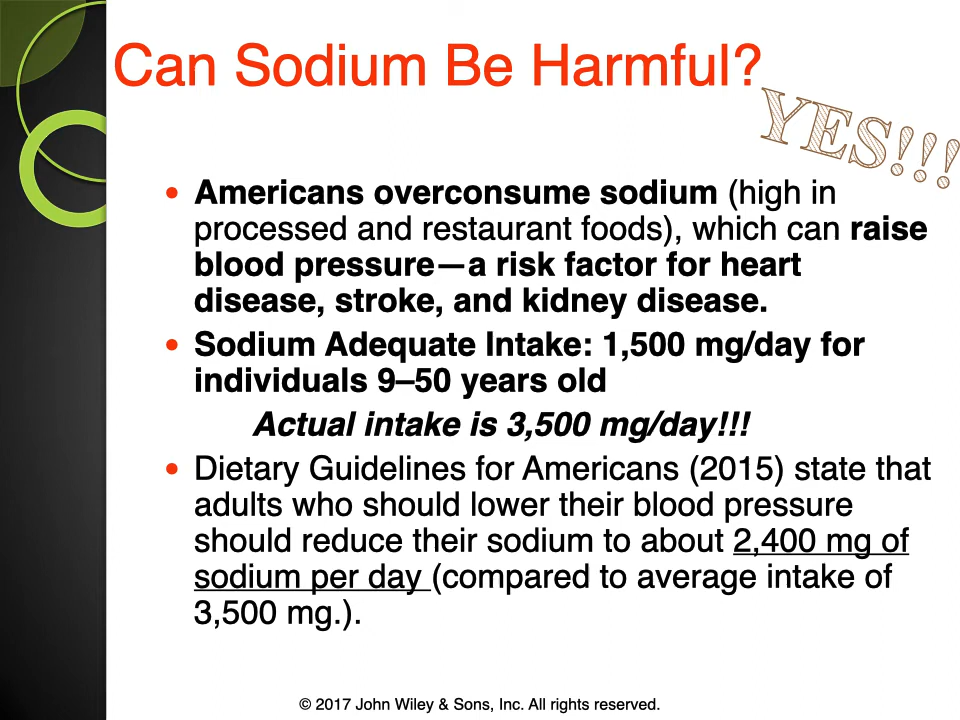 Can Sodium Be Harmful?
YES!!!
• Americans overconsume sodium (high in
processed and restaurant foods), which can raise
blood pressure—a risk factor for heart
disease, stroke, and kidney disease.
• Sodium Adequate Intake: 1,500 mg/day for
individuals 9–50 years old
Actual intake is 3,500 mg/day!!!
• Dietary Guidelines for Americans (2015) state that
adults who should lower their blood pressure
should reduce their sodium to about 2,400 mg of
sodium per day (compared to average intake of
3,500 mg.).
© 2017 John Wiley & Sons, Inc. All rights reserved.